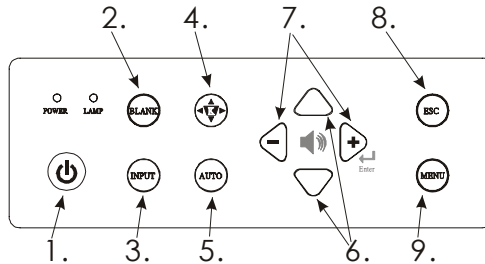 2. 4. 7. 8.
POWER LAMP BLANK ESC
Enter
INPUT AUTO MENU
1. 3. 5. 6. 9.